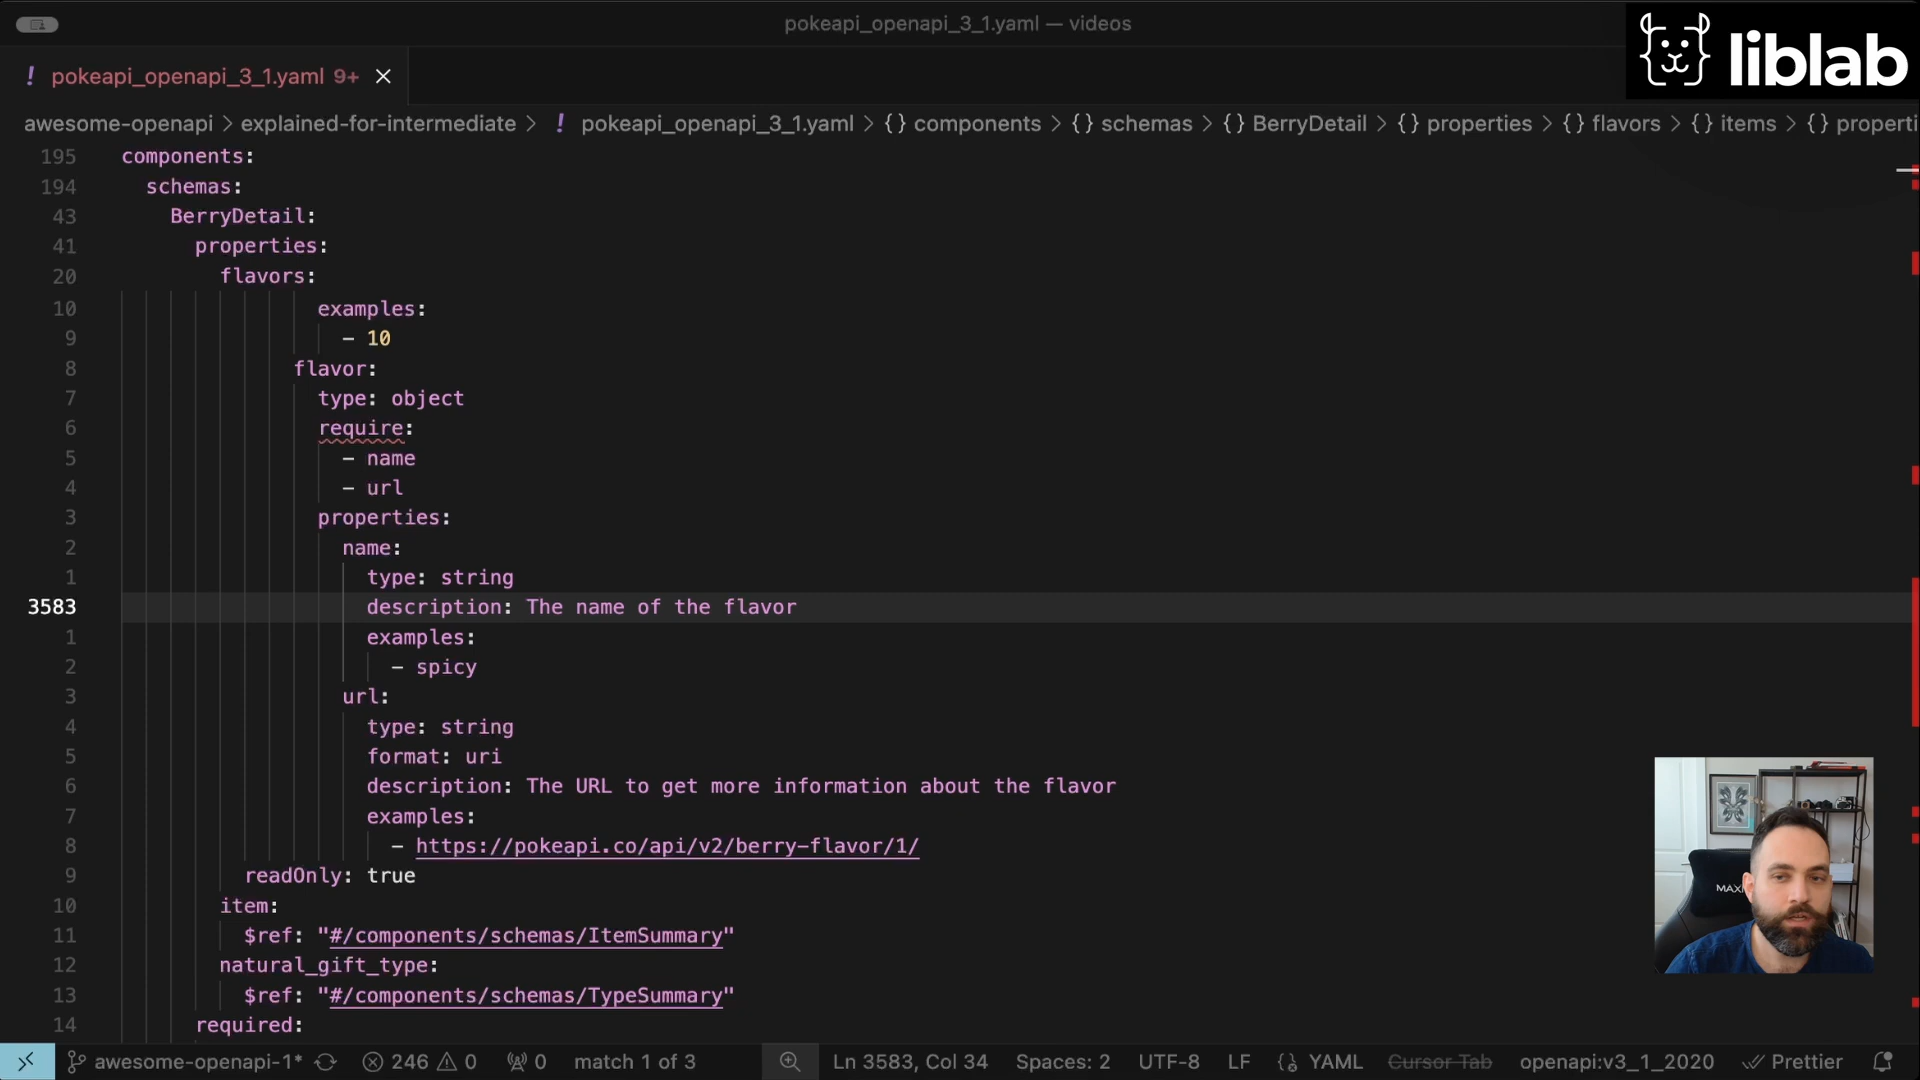 pokeapi_openapi_3_1.yaml — videos
liblab
! pokeapi_openapi_3_1.yaml 9+
awesome-openapi > explained-for-intermediate > ! pokeapi_openapi_3_1.yaml > {} components > {} schemas > {} BerryDetail > {} properties > {} flavors > {} items > {} properti
195 components:
194 schemas:
43 BerryDetail:
41 properties:
20 flavors:
10 examples:
9 - 10
8 flavor:
7 type: object
6 require:
5 - name
4 - url
3 properties:
2 name:
1 type: string
3583 description: The name of the flavor
1 examples:
2 - spicy
3 url:
4 type: string
5 format: uri
6 description: The URL to get more information about the flavor
7 examples:
8 - https://pokeapi.co/api/v2/berry-flavor/1/
9 readOnly: true
10 item:
11 $ref: "#/components/schemas/ItemSummary"
12 natural_gift_type:
13 $ref: "#/components/schemas/TypeSummary"
14 required:
MAX
awesome-openapi-1* 246 0 0 match 1 of 3 Ln 3583, Col 34 Spaces: 2 UTF-8 LF YAML Cursor Tab openapi:v3_1_2020 Prettier